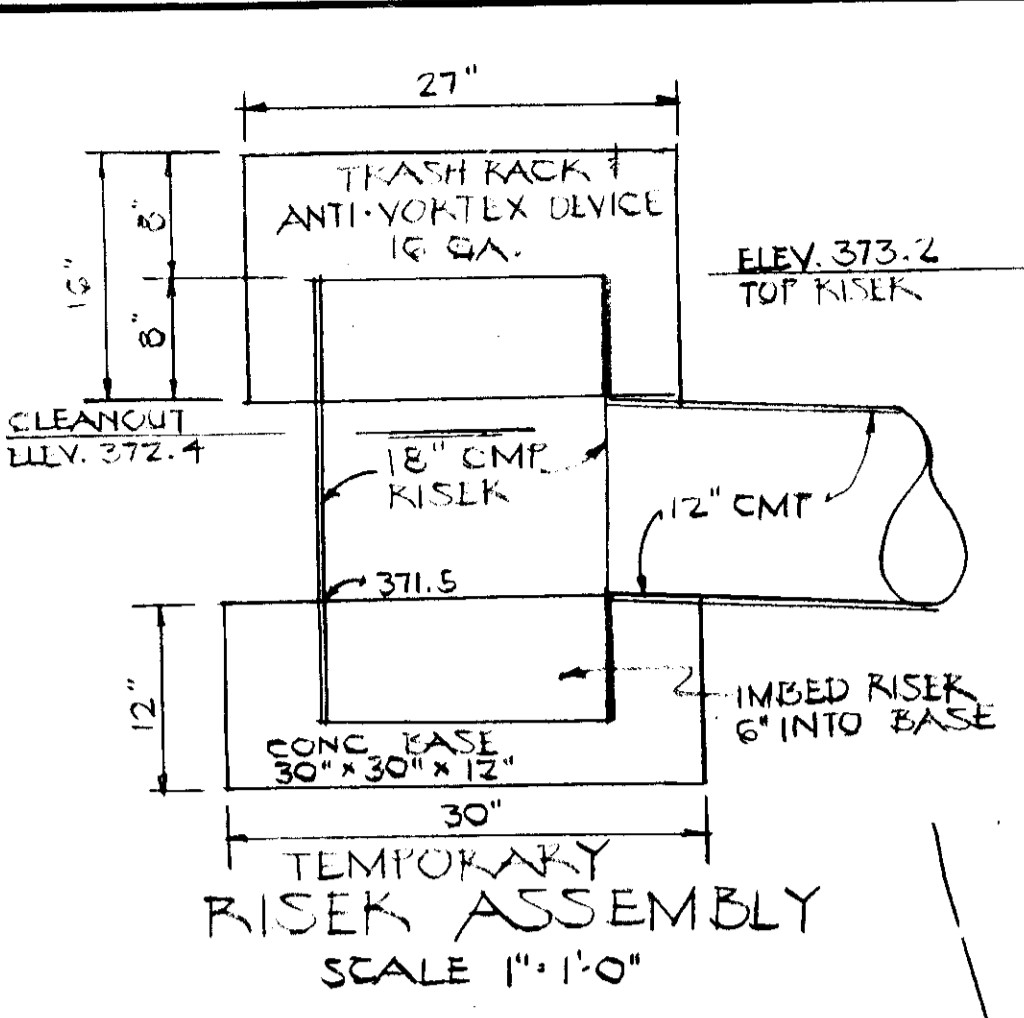 27"
TRASH RACK &
ANTI-VORTEX DEVICE
16 GA.
8"
16"
8"
ELEV. 373.2
TOP RISER
CLEANOUT
ELEV. 372.4
18" CMP
RISER
12" CMP
371.5
12"
IMBED RISER
6" INTO BASE
CONC BASE
30" x 30" x 12"
30"
TEMPORARY
RISER ASSEMBLY
SCALE 1" = 1'-0"